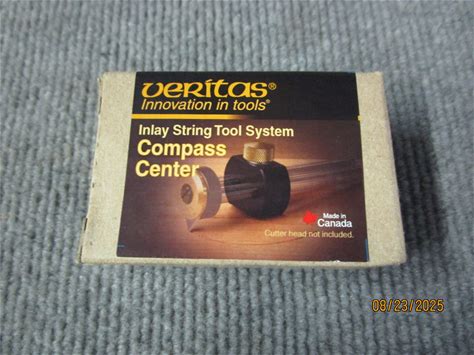 veritas®
Innovation in tools®
Inlay String Tool System
Compass
Center
Made in
Canada
Cutter head not included.
08/23/2025